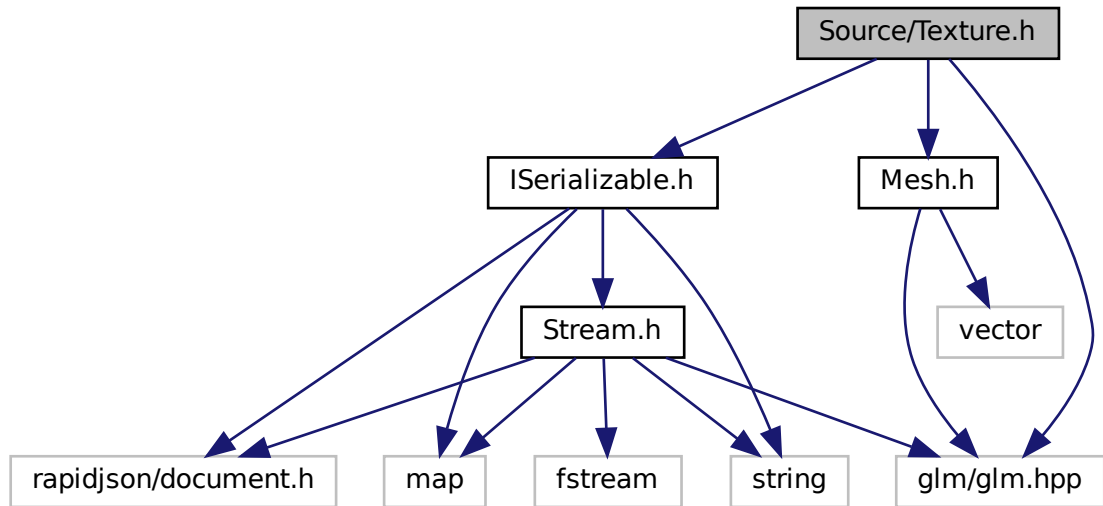 Source/Texture.h
ISerializable.h
Mesh.h
Stream.h
vector
rapidjson/document.h
map
fstream
string
glm/glm.hpp